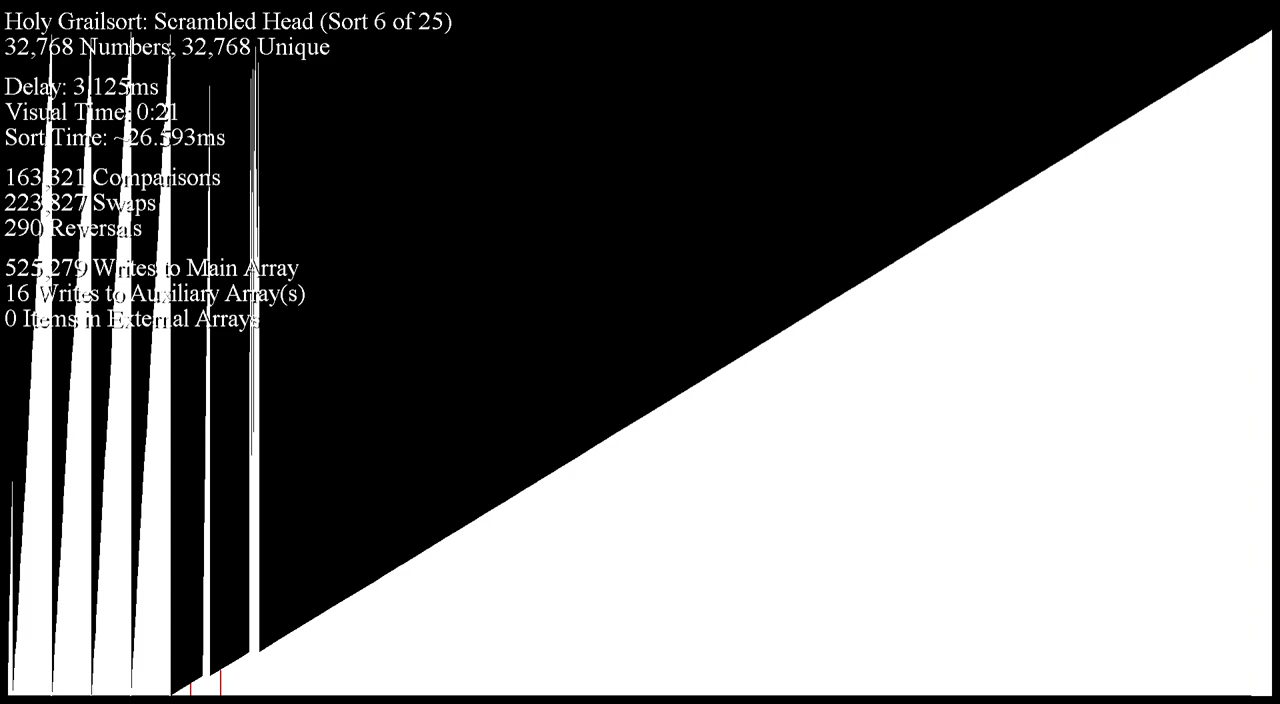 Holy Grailsort: Scrambled Head (Sort 6 of 25)
32,768 Numbers, 32,768 Unique
Delay: 3.125ms
Visual Time: 0:21
Sort Time: ~26.593ms
163,321 Comparisons
223,827 Swaps
290 Reversals
525,279 Writes to Main Array
16 Writes to Auxiliary Array(s)
0 Items in External Arrays